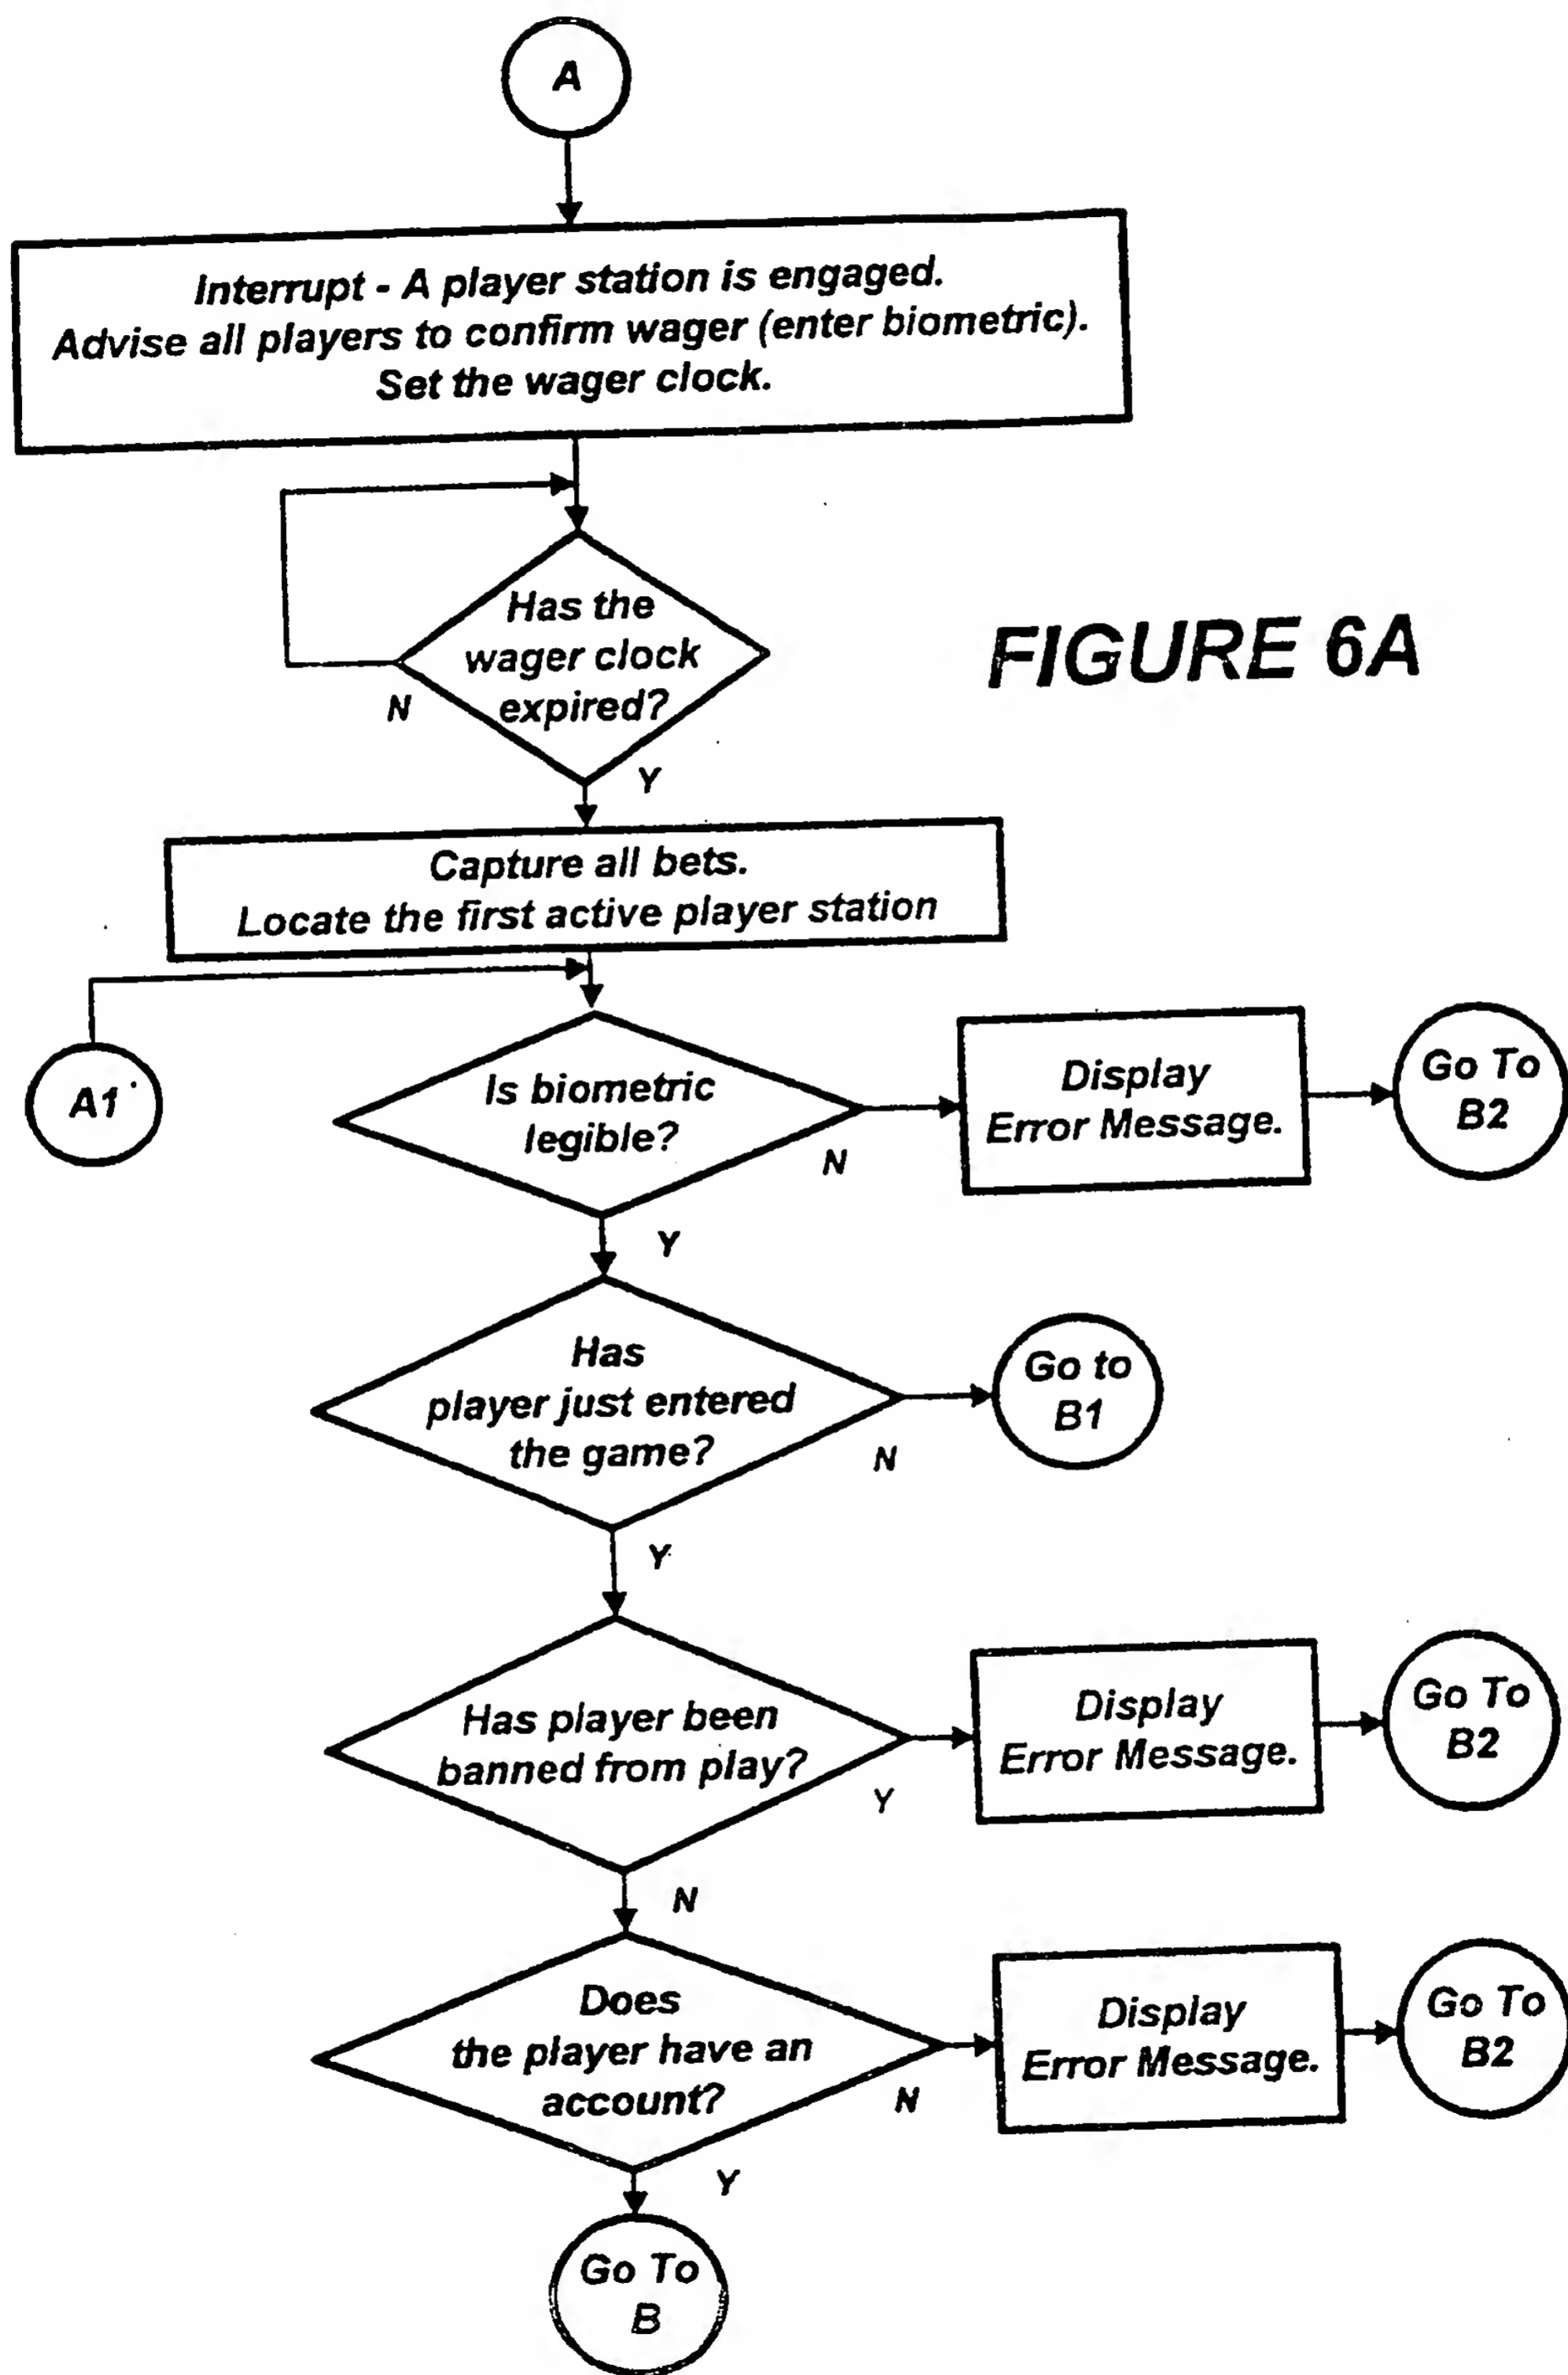 A
Interrupt - A player station is engaged.
Advise all players to confirm wager (enter biometric).
Set the wager clock.
Has the
wager clock
expired?
N
Y
FIGURE 6A
Capture all bets.
Locate the first active player station
A1
Is biometric
legible?
N
Y
Display
Error Message.
Go To
B2
Has
player just entered
the game?
N
Y
Go to
B1
Has player been
banned from play?
Y
N
Display
Error Message.
Go To
B2
Does
the player have an
account?
N
Y
Display
Error Message.
Go To
B2
Go To
B